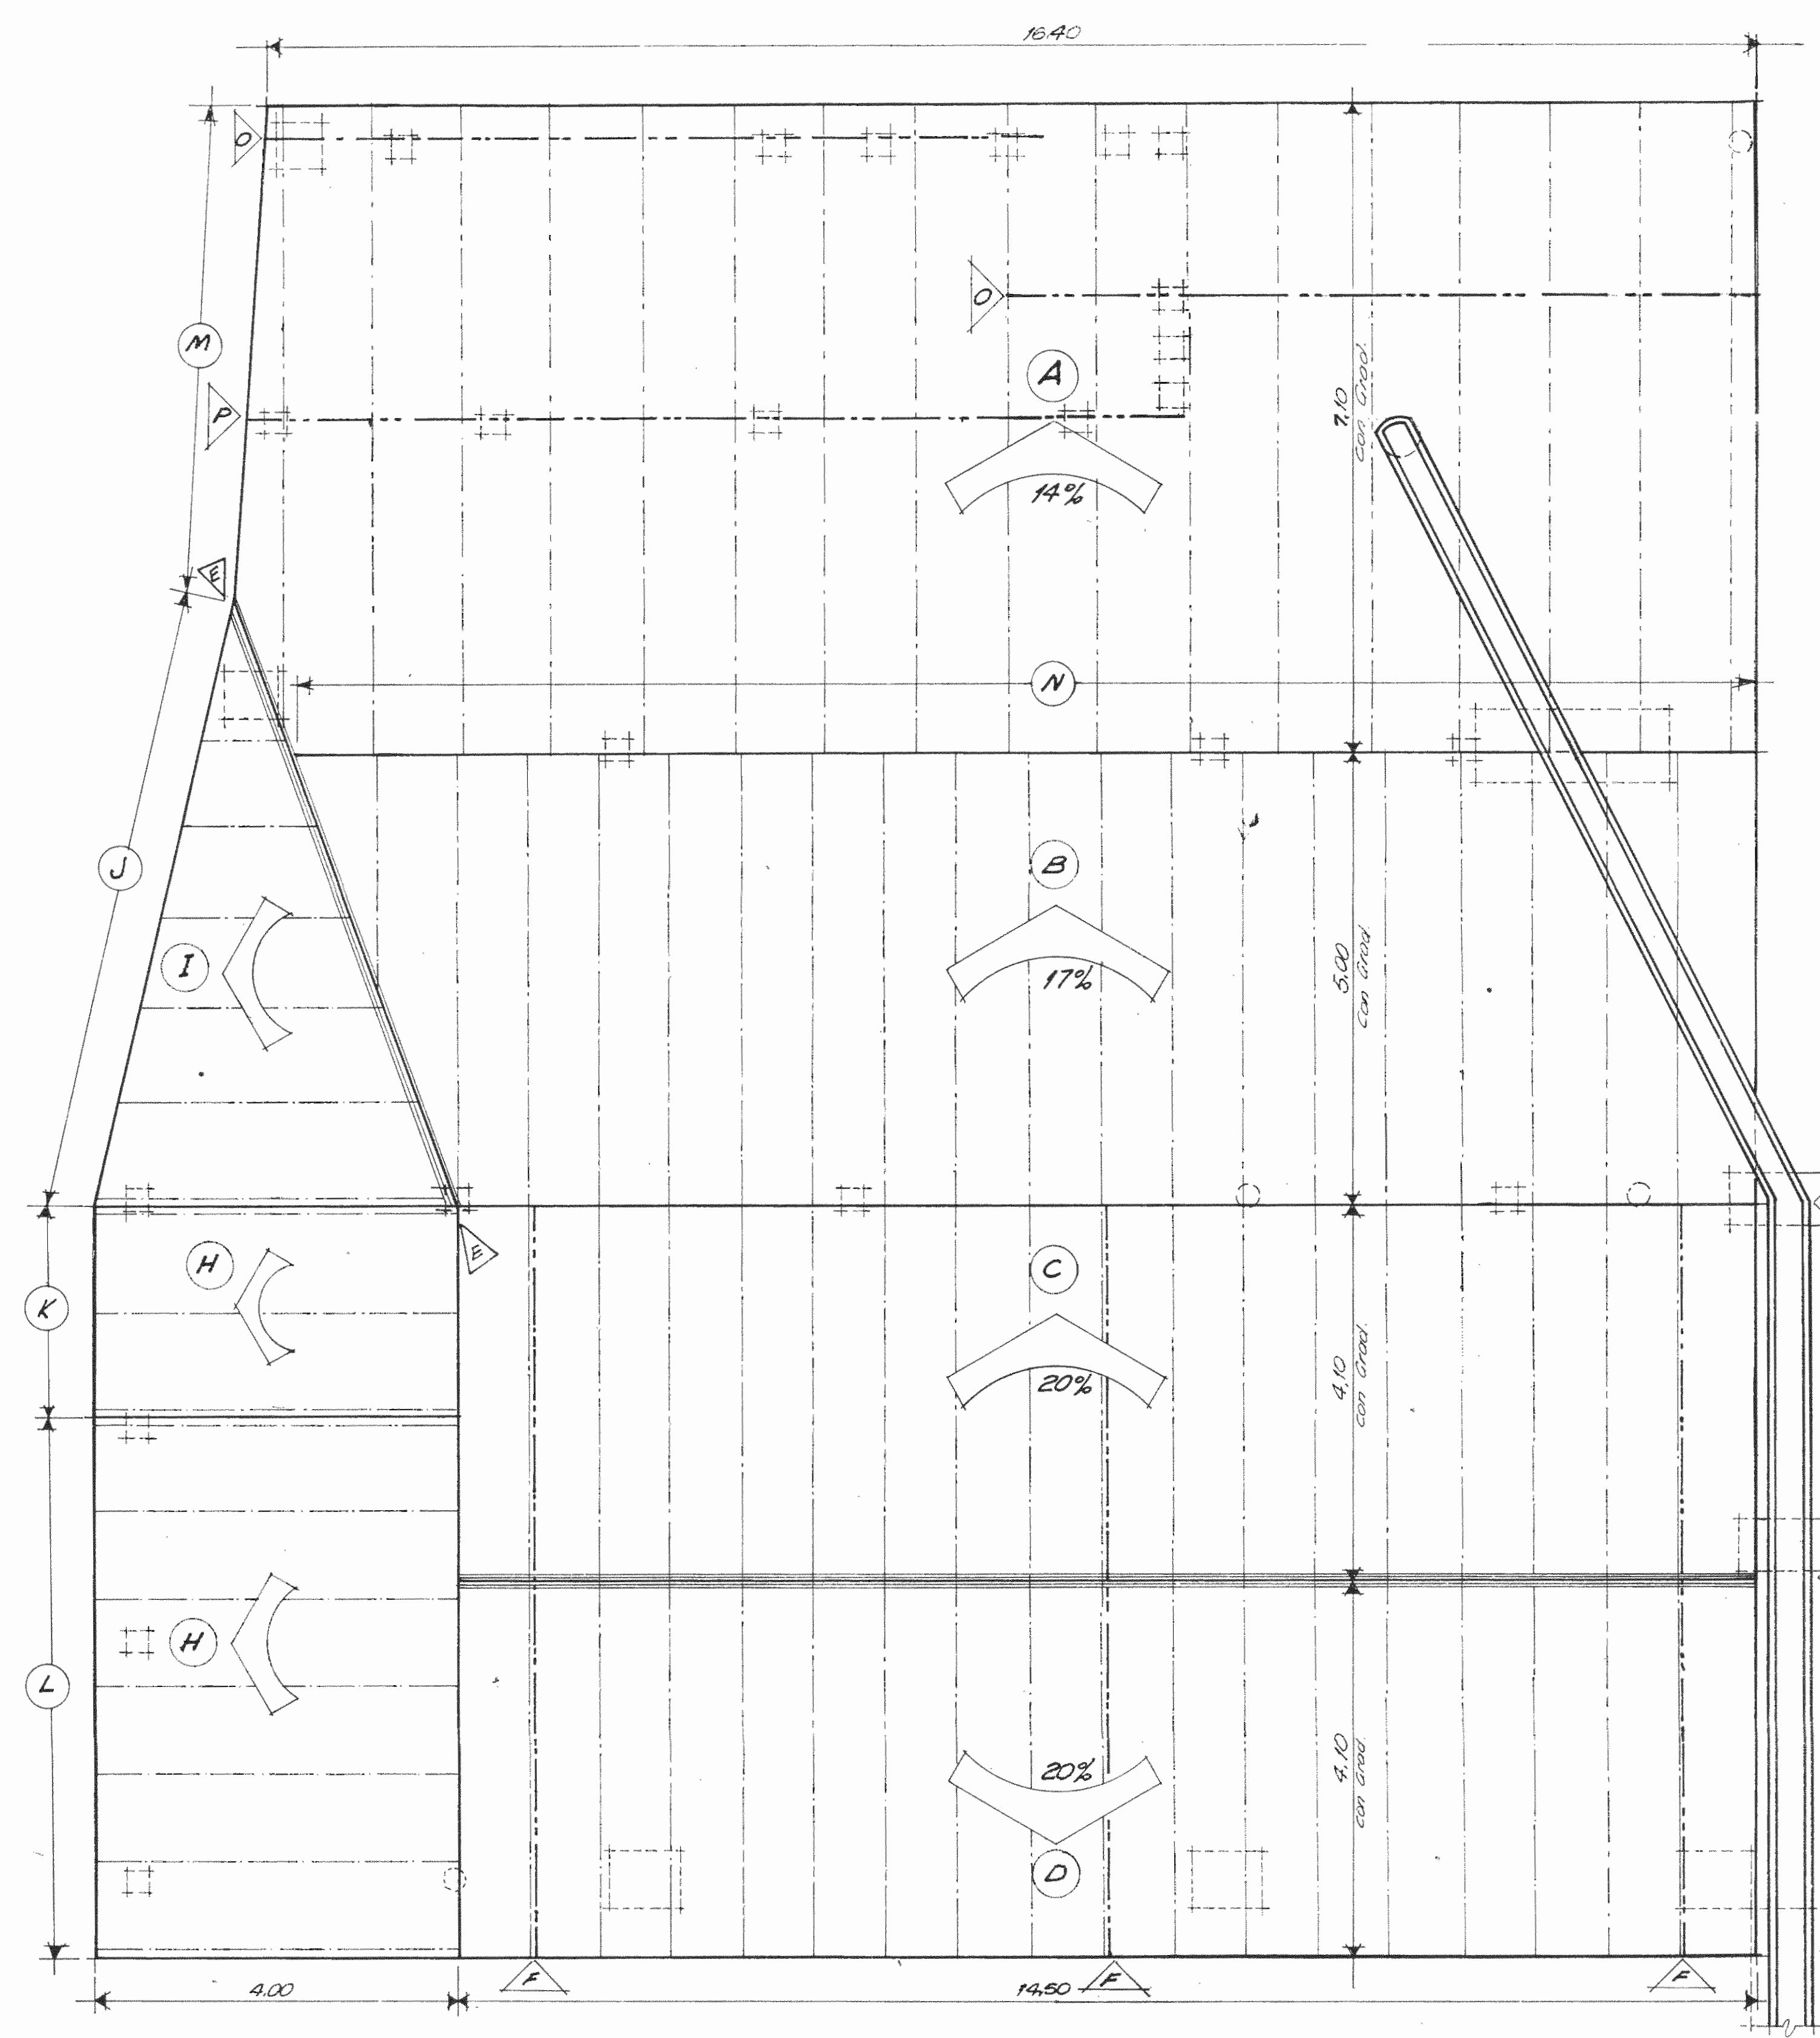 16.40
O
O
M
A
P
7.10
con Grad.
14%
E
N
B
J
5.00
con Grad.
I
17%
E
H
C
K
4.10
con Grad.
20%
H
L
20%
4.10
con Grad.
D
F
F
F
4.00
14.50